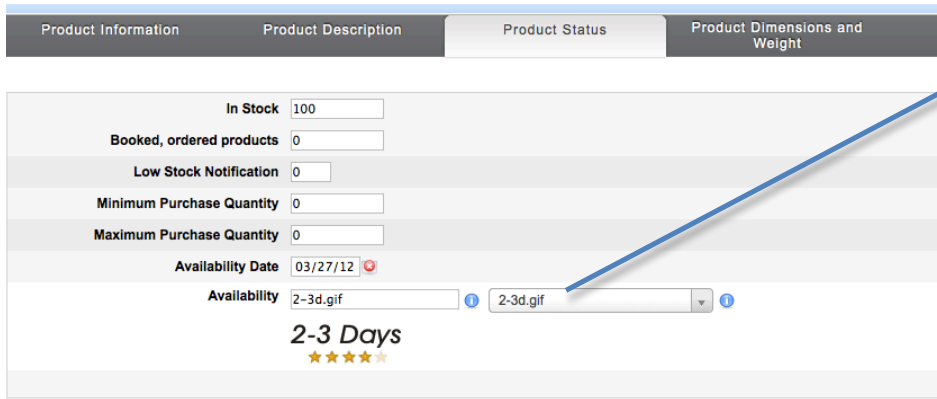 Product Information Product Description Product Status Product Dimensions and
Weight
In Stock 100
Booked, ordered products 0
Low Stock Notification 0
Minimum Purchase Quantity 0
Maximum Purchase Quantity 0
Availability Date 03/27/12
Availability 2-3d.gif 2-3d.gif
2-3 Days